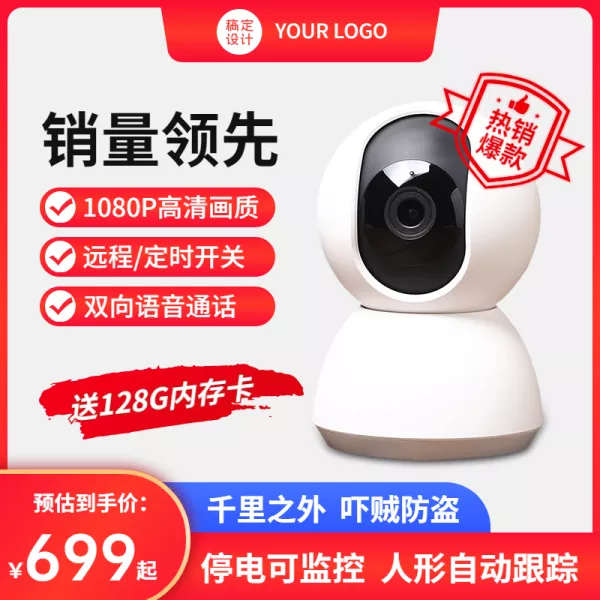 稿定
设计
YOUR LOGO
热销
爆款
销量领先
1080P高清画质
远程/定时开关
双向语音通话
送128G内存卡
预估到手价：
¥699起
千里之外 吓贼防盗
停电可监控 人形自动跟踪